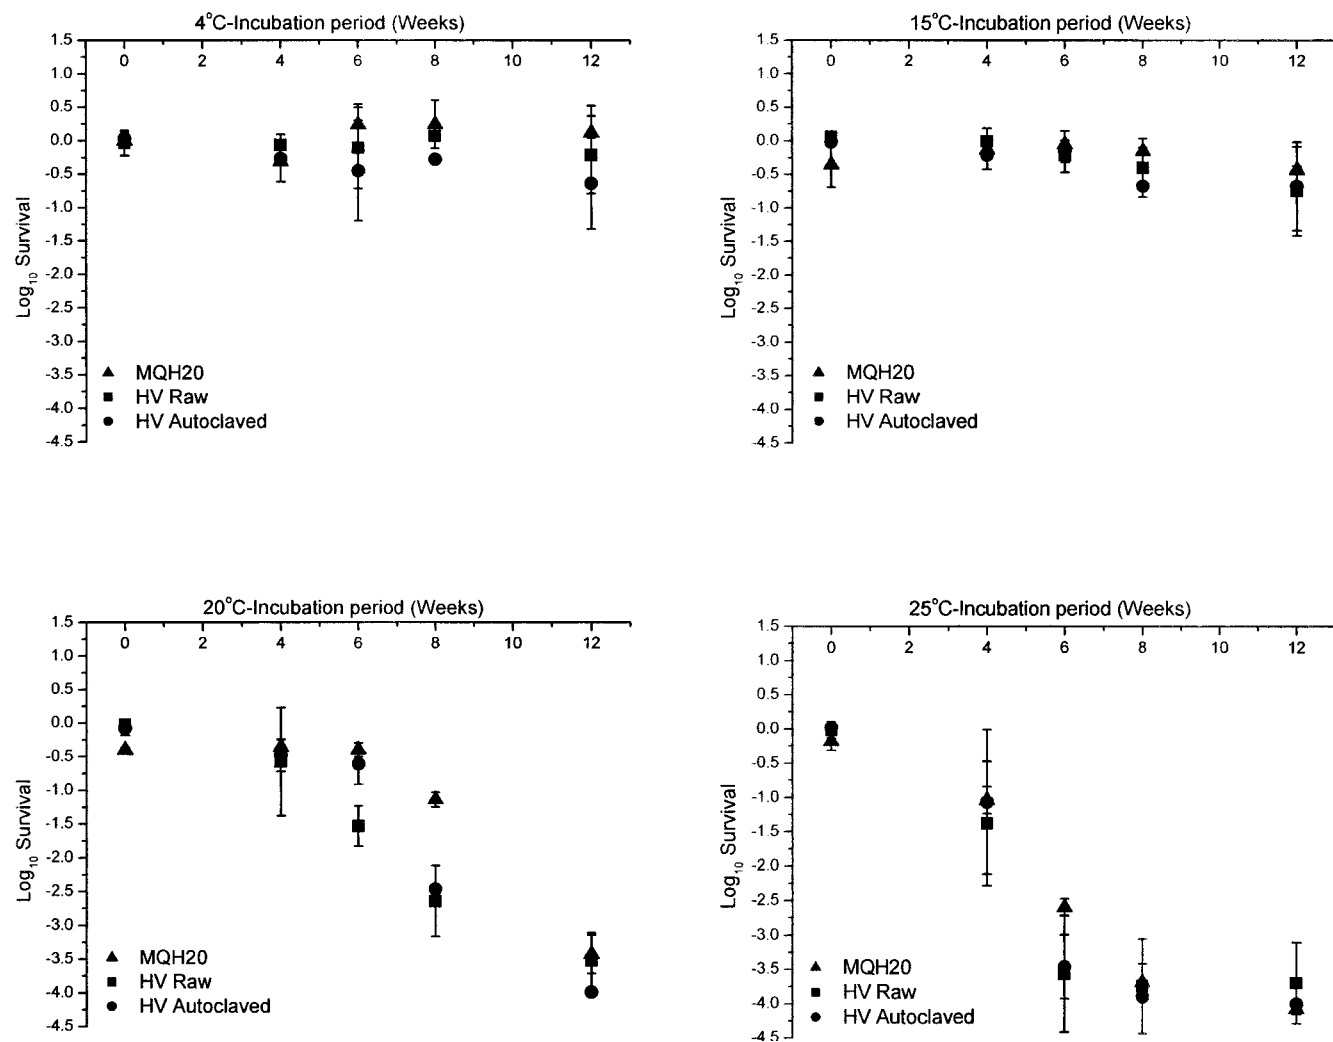 4°C-Incubation period (Weeks)
1.5
0 2 4 6 8 10 12
1.0
0.5
0.0
-0.5
-1.0
-1.5
-2.0
-2.5
-3.0
-3.5
-4.0
-4.5
Log10 Survival
MQH20
HV Raw
HV Autoclaved
15°C-Incubation period (Weeks)
1.5
0 2 4 6 8 10 12
1.0
0.5
0.0
-0.5
-1.0
-1.5
-2.0
-2.5
-3.0
-3.5
-4.0
-4.5
Log10 Survival
MQH20
HV Raw
HV Autoclaved
20°C-Incubation period (Weeks)
1.5
0 2 4 6 8 10 12
1.0
0.5
0.0
-0.5
-1.0
-1.5
-2.0
-2.5
-3.0
-3.5
-4.0
-4.5
Log10 Survival
MQH20
HV Raw
HV Autoclaved
25°C-Incubation period (Weeks)
1.5
0 2 4 6 8 10 12
1.0
0.5
0.0
-0.5
-1.0
-1.5
-2.0
-2.5
-3.0
-3.5
-4.0
-4.5
Log10 Survival
MQH20
HV Raw
HV Autoclaved